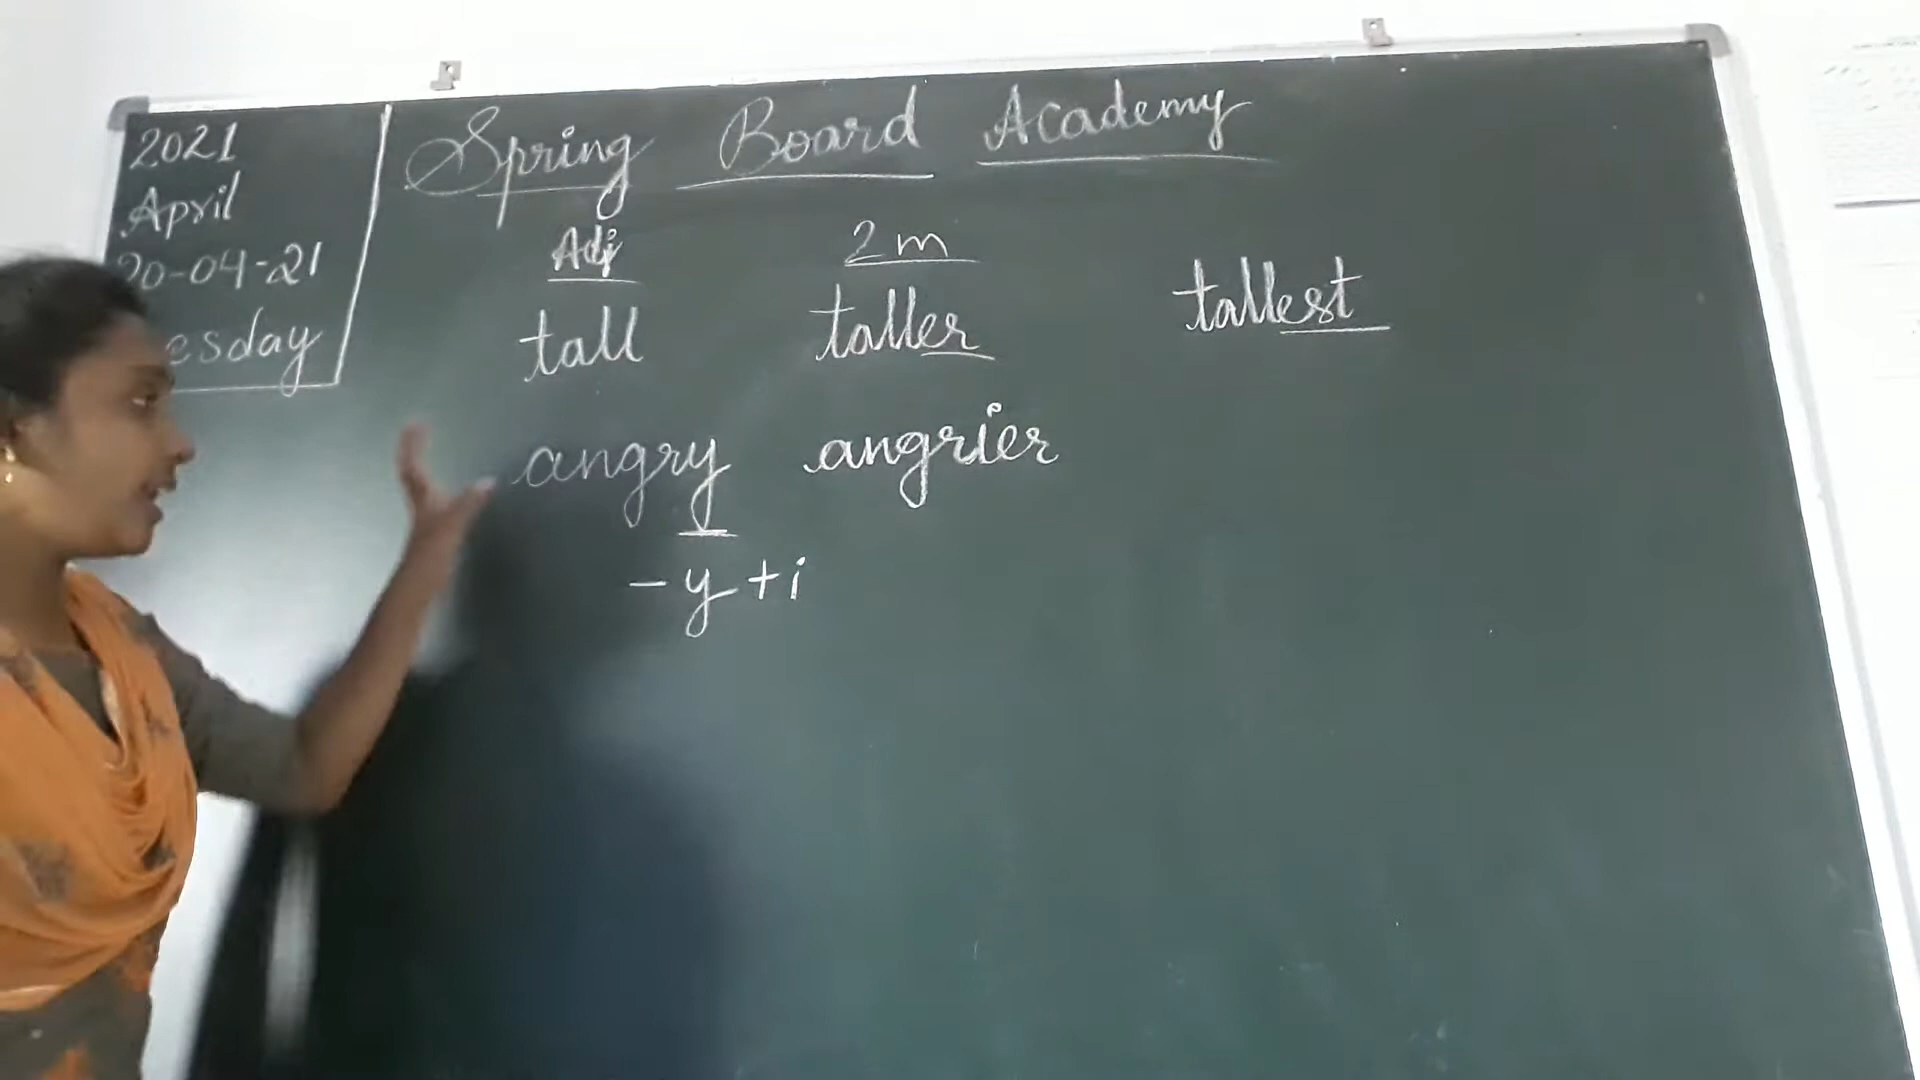 2021
April
20-04-21
esday
Spring Board Academy
Adj 2m
tall taller tallest
angry angrier
-y+i